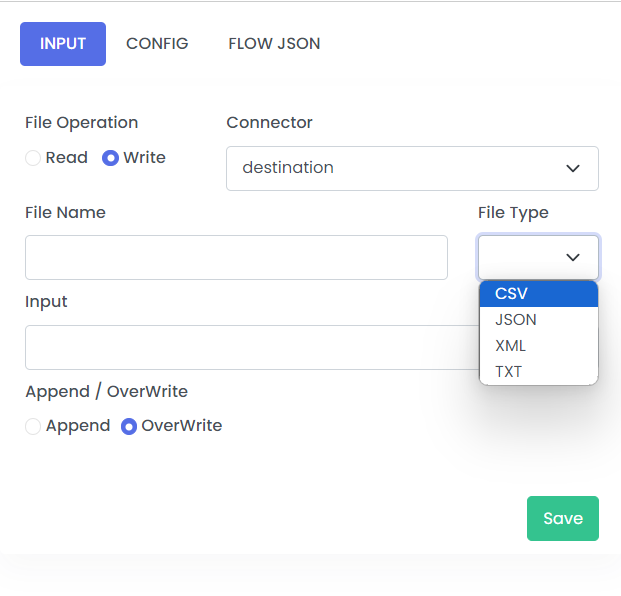 INPUT CONFIG FLOW JSON
File Operation Connector
Read Write
destination
File Name File Type
CSV
Input
JSON
XML
TXT
Append / OverWrite
Append OverWrite
Save